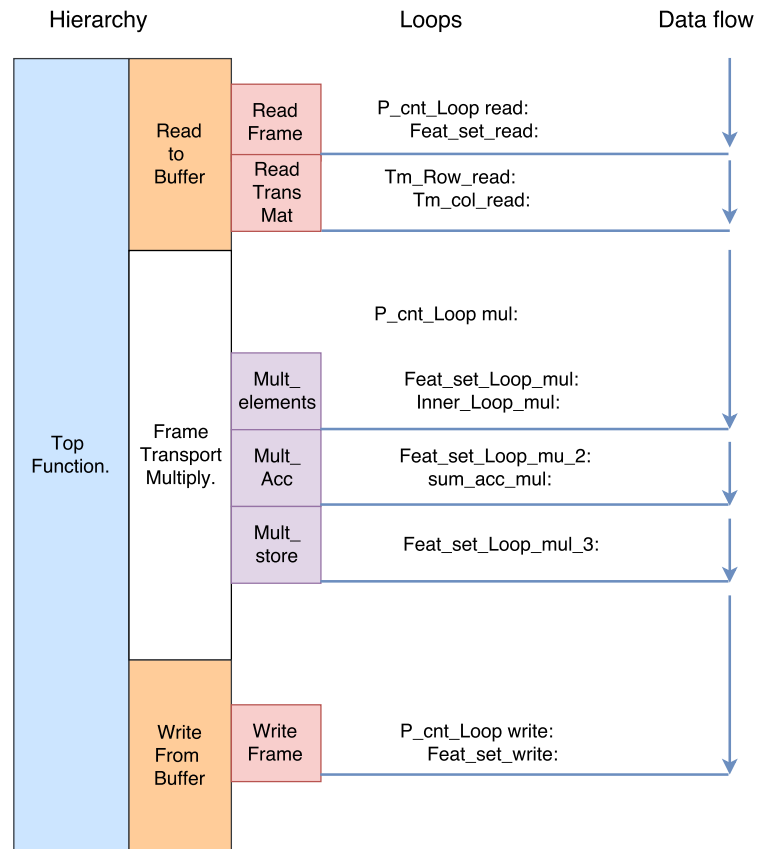 Hierarchy
Loops
Data flow
Read
to
Buffer
Read
Frame
P_cnt_Loop read:
Feat_set_read:
Read
Trans
Mat
Tm_Row_read:
Tm_col_read:
Top
Function.
Frame
Transport
Multiply.
P_cnt_Loop mul:
Mult_
elements
Feat_set_Loop_mul:
Inner_Loop_mul:
Mult_
Acc
Feat_set_Loop_mu_2:
sum_acc_mul:
Mult_
store
Feat_set_Loop_mul_3:
Write
From
Buffer
Write
Frame
P_cnt_Loop write:
Feat_set_write: